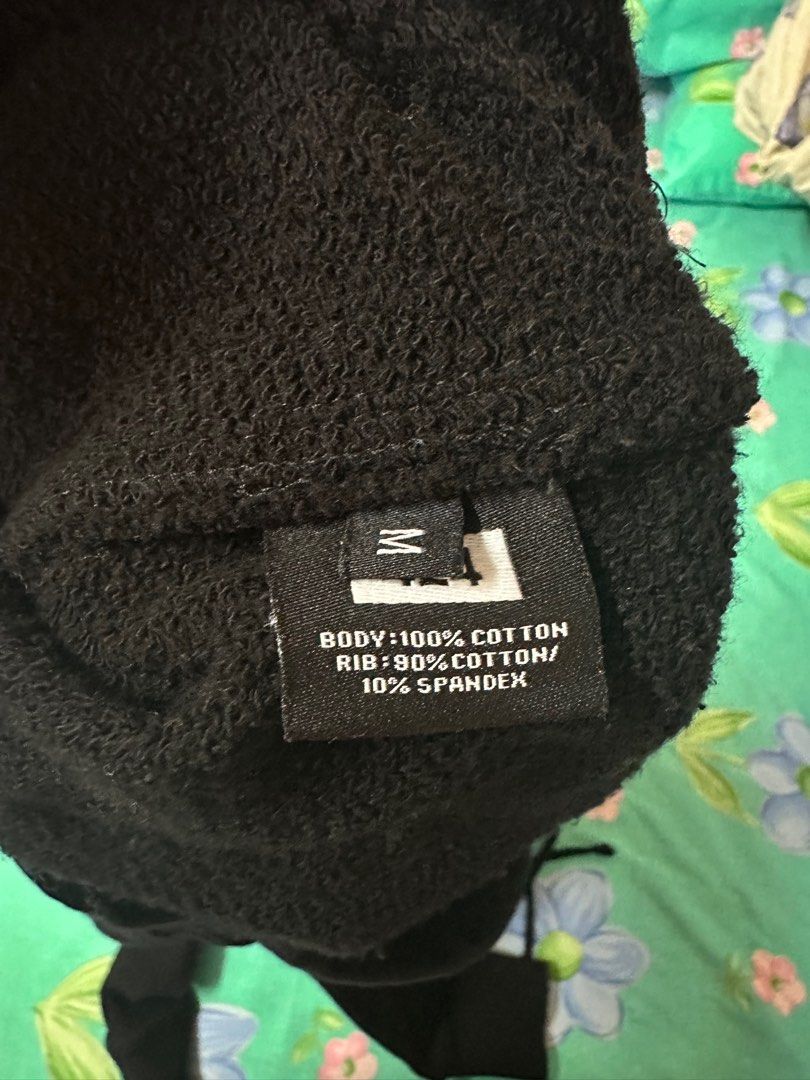 M
BODY:100% COTTON
RIB:90%COTTON/
10% SPANDEX